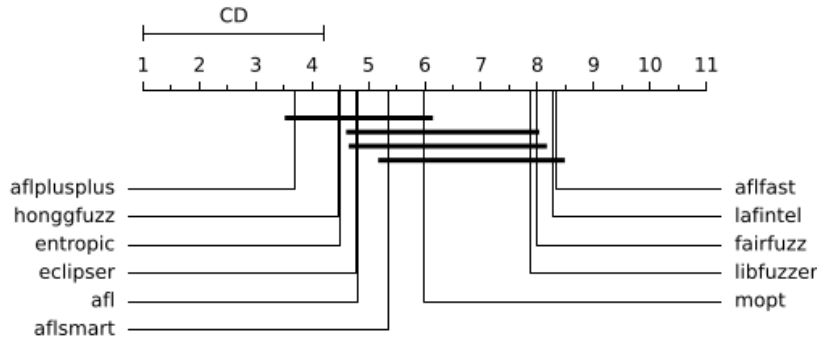 CD
1 2 3 4 5 6 7 8 9 10 11
aflplusplus aflfast
honggfuzz lafintel
entropic fairfuzz
eclipser libfuzzer
afl mopt
aflsmart